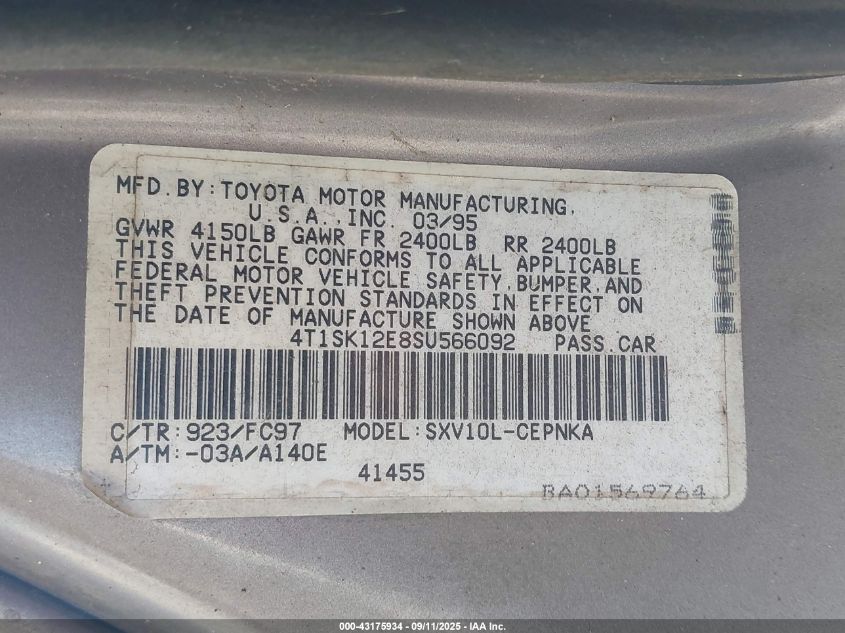 MFD.BY:TOYOTA MOTOR MANUFACTURING,
U.S.A.,INC. 03/95
GVWR 4150LB GAWR FR 2400LB RR 2400LB
THIS VEHICLE CONFORMS TO ALL APPLICABLE
FEDERAL MOTOR VEHICLE SAFETY,BUMPER,AND
THEFT PREVENTION STANDARDS IN EFFECT ON
THE DATE OF MANUFACTURE SHOWN ABOVE
4T1SK12E8SU566092 PASS.CAR
C/TR:923/FC97 MODEL:SXV10L-CEPNKA
A/TM:-03A/A140E
41455
BA01569764
000-43175934 - 09/11/2025 - IAA Inc.